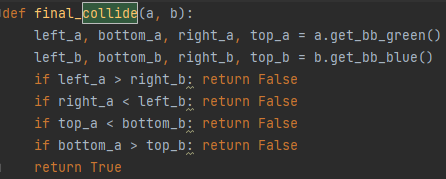 def final_collide(a, b):
    left_a, bottom_a, right_a, top_a = a.get_bb_green()
    left_b, bottom_b, right_b, top_b = b.get_bb_blue()
    if left_a > right_b: return False
    if right_a < left_b: return False
    if top_a < bottom_b: return False
    if bottom_a > top_b: return False
    return True